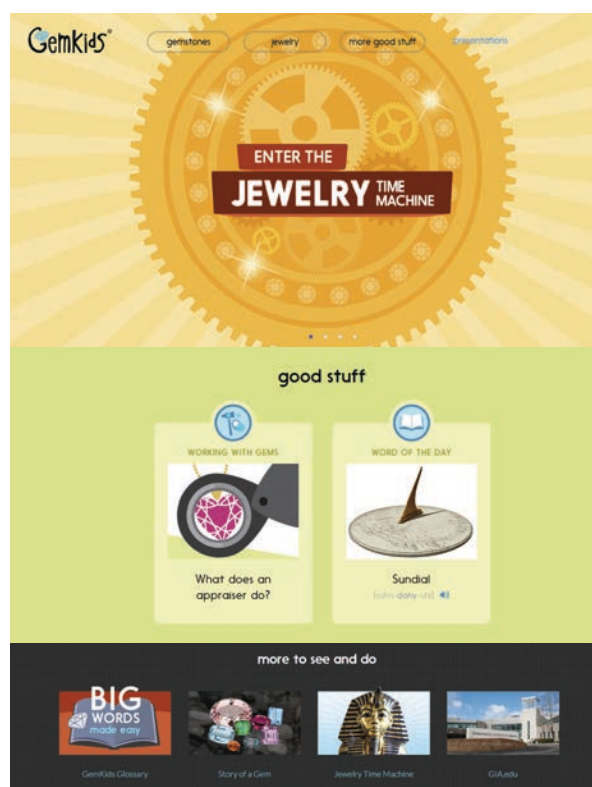 GemKids®
gemstones
jewelry
more good stuff
presentations
ENTER THE
JEWELRY TIME
MACHINE
good stuff
WORKING WITH GEMS
What does an
appraiser do?
WORD OF THE DAY
Sundial
more to see and do
BIG
WORDS
made easy
GemKids Glossary
Story of a Gem
Jewelry Time Machine
GIA.edu